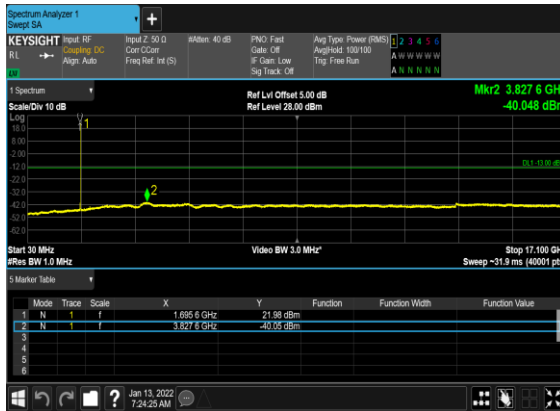 Spectrum Analyzer 1
Swept SA
+
KEYSIGHT Input: RF Input Z: 50 Ω #Atten: 40 dB PNO: Fast Avg Type: Power (RMS) 1 2 3 4 5 6
RL Coupling: DC Corr CCorr Gate: Off Avg|Hold: 100/100 A W W W W W
Align: Auto Freq Ref: Int (S) IF Gain: Low Trig: Free Run
Sig Track: Off A N N N N N
1 Spectrum Ref Lvl Offset 5.00 dB Mkr2 3.827 6 GHz
Scale/Div 10 dB Ref Level 28.00 dBm -40.048 dBm
Log
18.0
8.00
-2.00
-12.0
-22.0
-32.0
-42.0
-52.0
-62.0
1
2
DL1 -13.00 dBm
Start 30 MHz Video BW 3.0 MHz* Stop 17.100 GHz
#Res BW 1.0 MHz Sweep ~31.9 ms (40001 pts)
5 Marker Table
Mode Trace Scale X Y Function Function Width Function Value
1 N 1 f 1.695 6 GHz 21.98 dBm
2 N 1 f 3.827 6 GHz -40.05 dBm
3
4
5
6
? Jan 13, 2022
7:24:25 AM